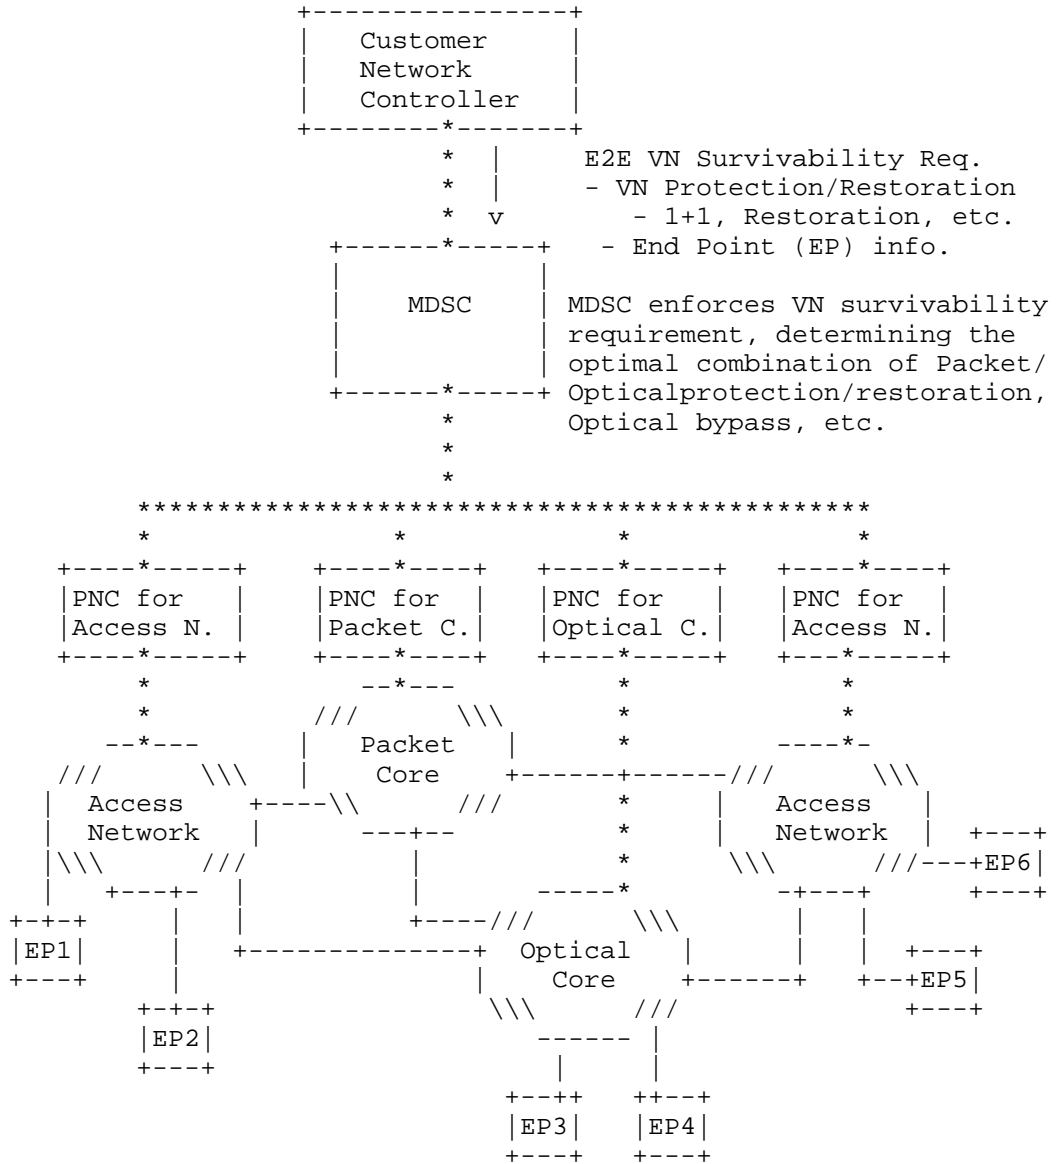 Customer
Network
Controller
E2E VN Survivability Req.
- VN Protection/Restoration
v - 1+1, Restoration, etc.
- End Point (EP) info.
MDSC MDSC enforces VN survivability
requirement, determining the
optimal combination of Packet/
Opticalprotection/restoration,
Optical bypass, etc.
PNC for PNC for PNC for PNC for
Access N. Packet C. Optical C. Access N.
Packet
Core
Access Access
Network Network
EP6
EP1 Optical
Core EP5
EP2
EP3 EP4